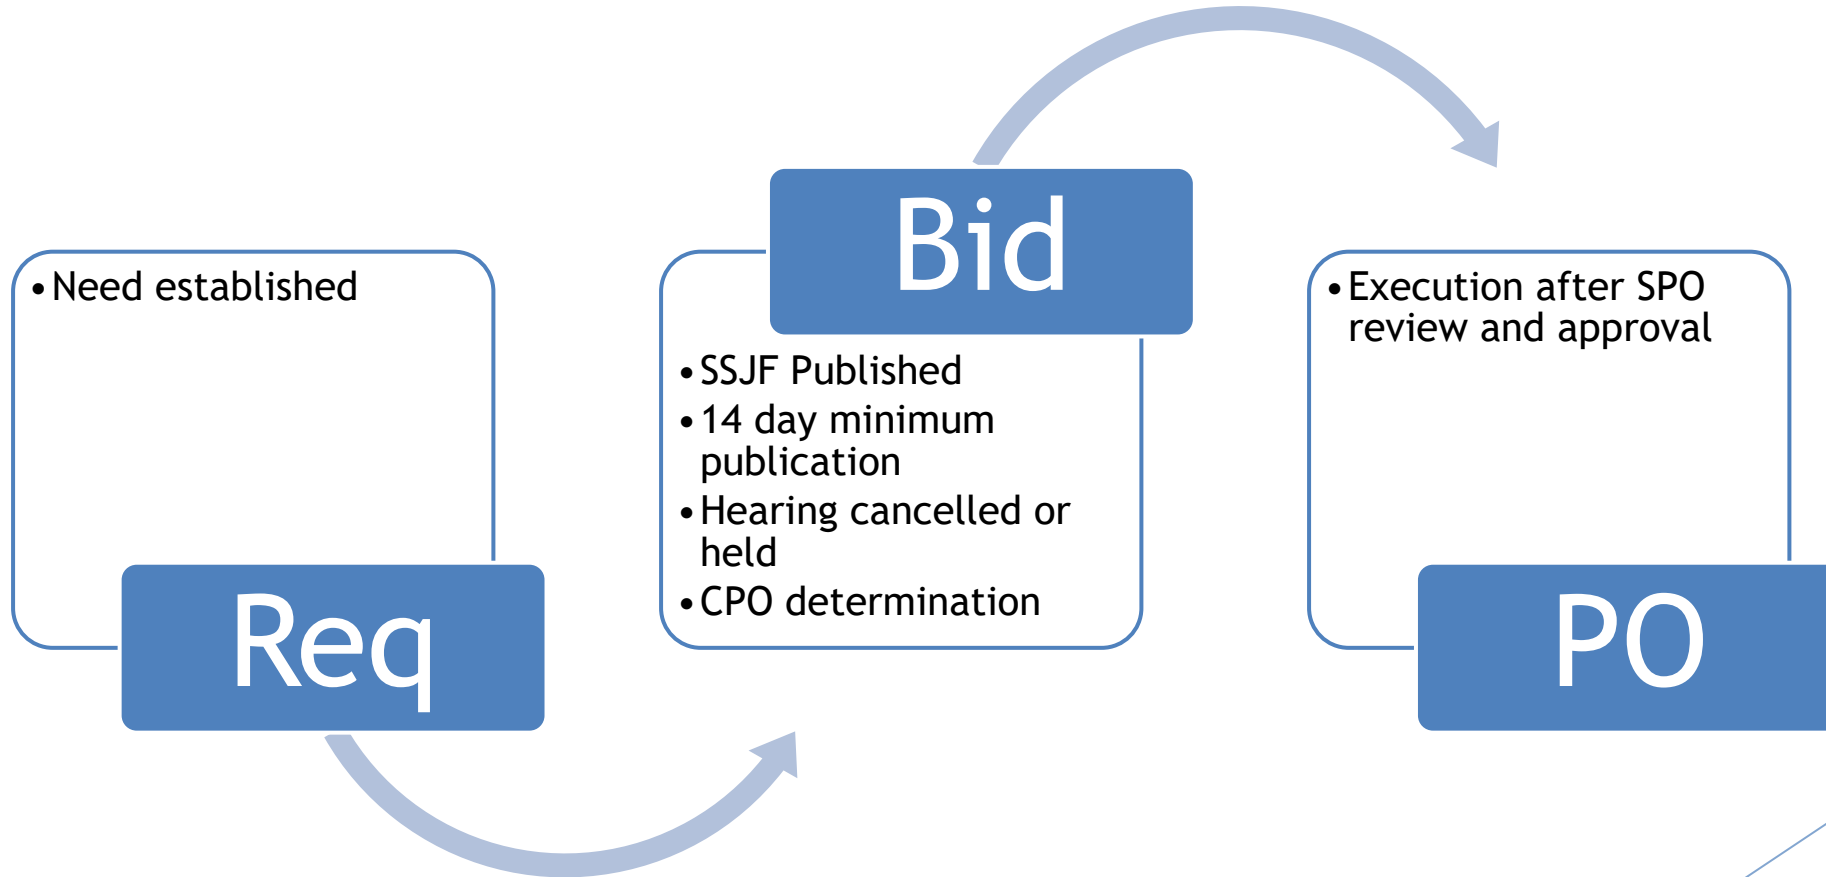 •Need established
Req
Bid
•SSJF Published
•14 day minimum
publication
•Hearing cancelled or
held
•CPO determination
•Execution after SPO
review and approval
PO